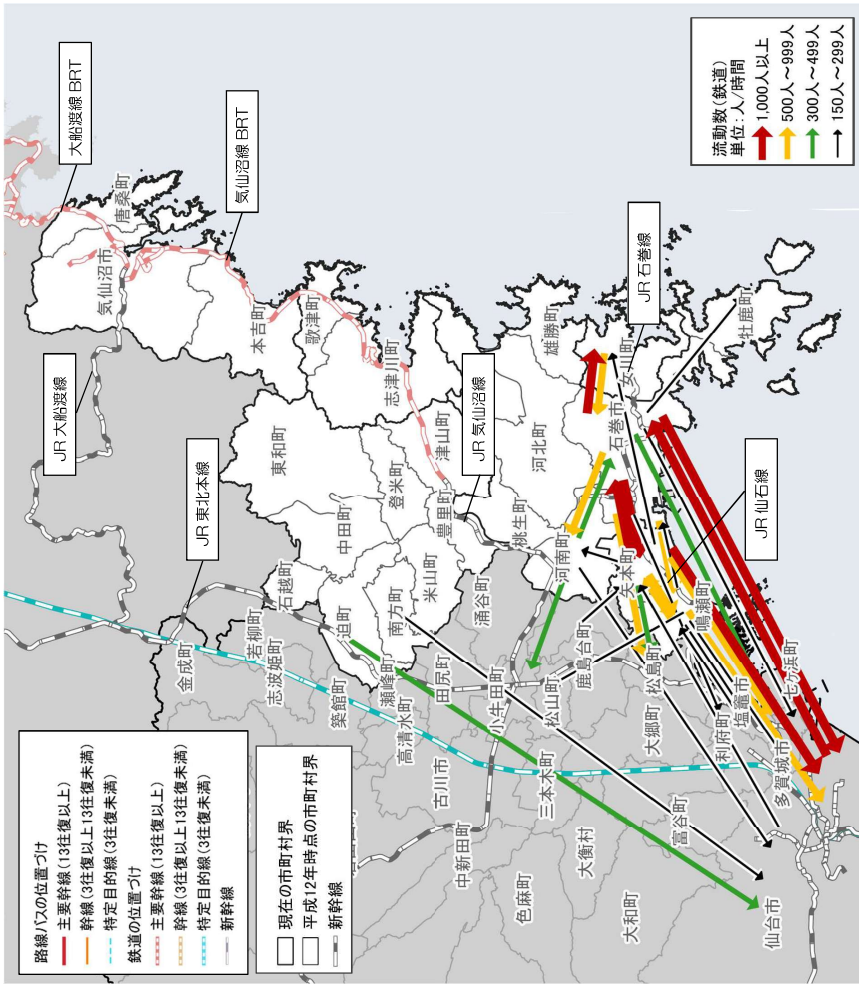 路線バスの位置づけ
主要幹線(13往復以上)
幹線(3往復以上13往復未満)
特定目的線(3往復未満)
鉄道の位置づけ
主要幹線(13往復以上)
幹線(3往復以上13往復未満)
特定目的線(3往復未満)
新幹線
現在の市町村界
平成12年時点の市町村界
新幹線
流動数(鉄道)
単位:人/時間
1,000人以上
500人~999人
300人~499人
150人~299人
大船渡線 BRT
気仙沼線 BRT
JR 大船渡線
JR 東北本線
JR 気仙沼線
JR 石巻線
JR 仙石線
唐桑町
気仙沼市
本吉町
歌津町
志津川町
東和町
登米町
津山町
中田町
豊里町
石越町
米山町
南方町
迫町
金成町
若柳町
志波姫町
築館町
瀬峰町
高清水町
田尻町
涌谷町
桃生町
河北町
雄勝町
女川町
石巻市
牡鹿町
河南町
矢本町
鳴瀬町
小牛田町
鹿島台町
松山町
松島町
大郷町
古川市
三本木町
中新田町
大衡村
色麻町
大和町
富谷町
利府町
塩竈市
七ヶ浜町
多賀城市
仙台市